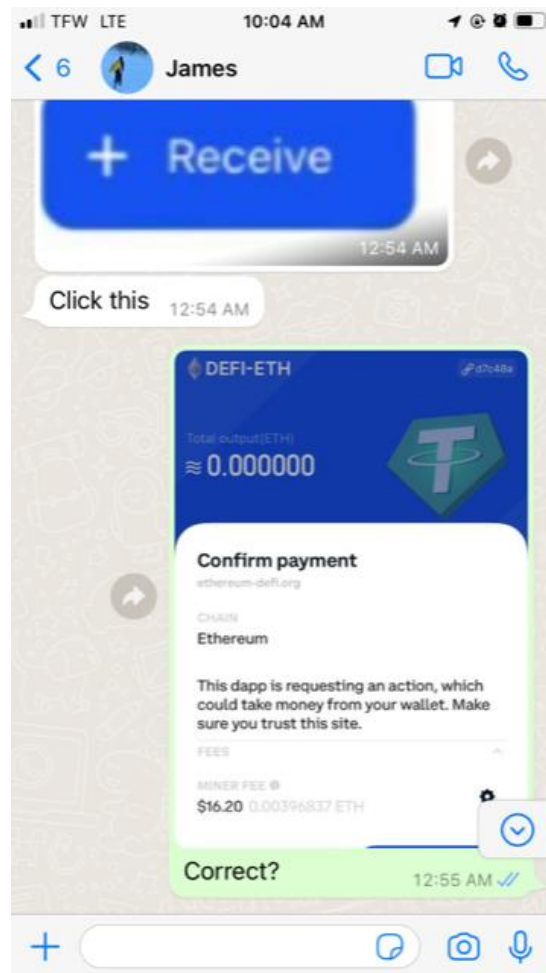 TFW LTE 10:04 AM
6 James
+ Receive
12:54 AM
Click this 12:54 AM
DEFI-ETH d7c48a
Total output(ETH)
≈ 0.000000
Confirm payment
ethereum-defi.org
CHAIN
Ethereum
This dapp is requesting an action, which
could take money from your wallet. Make
sure you trust this site.
FEES
MINER FEE
$16.20 0.00396837 ETH
Correct? 12:55 AM